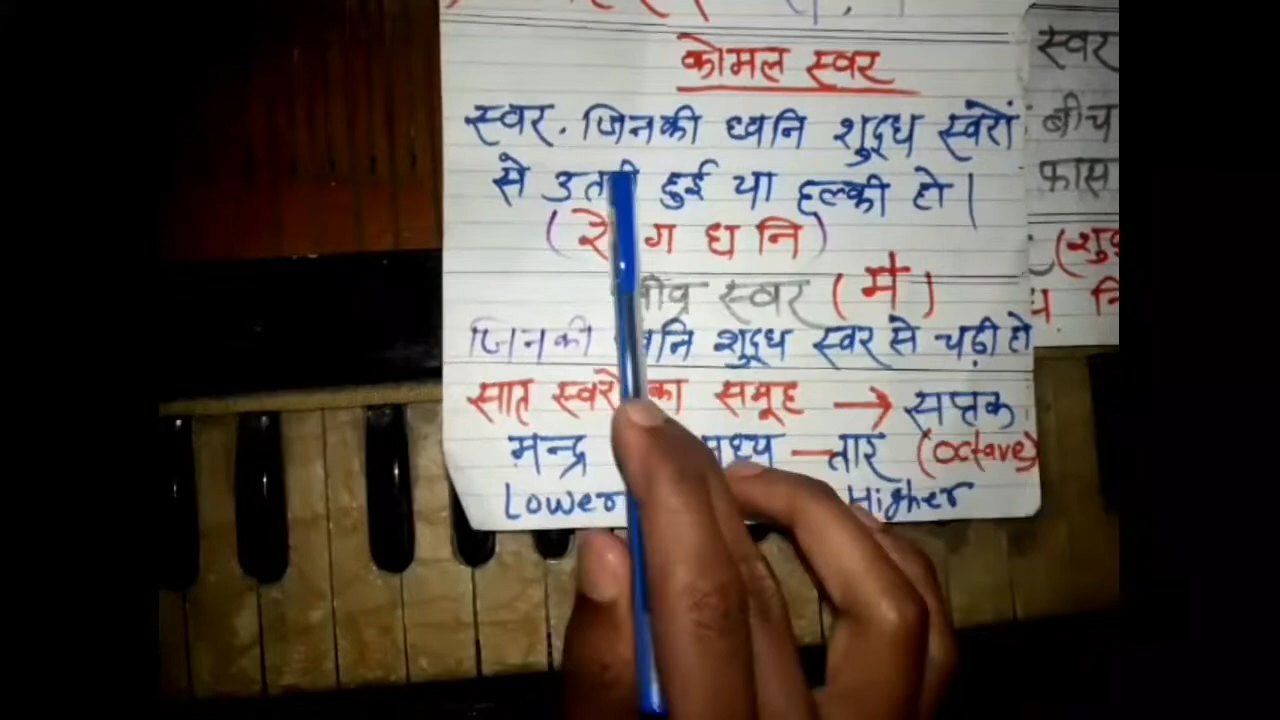 कोमल स्वर
स्वर. जिनकी ध्वनि शुद्ध स्वरों
से हुई या हल्की हो।
(रे ग ध नि)
स्वर (मे)
जिनकी शुद्ध स्वर से चढ़ी हो
सात स्वरों का समूह → सप्तक
मन्द्र मध्य — तार (octave)
Lower Higher
स्वर
बीच